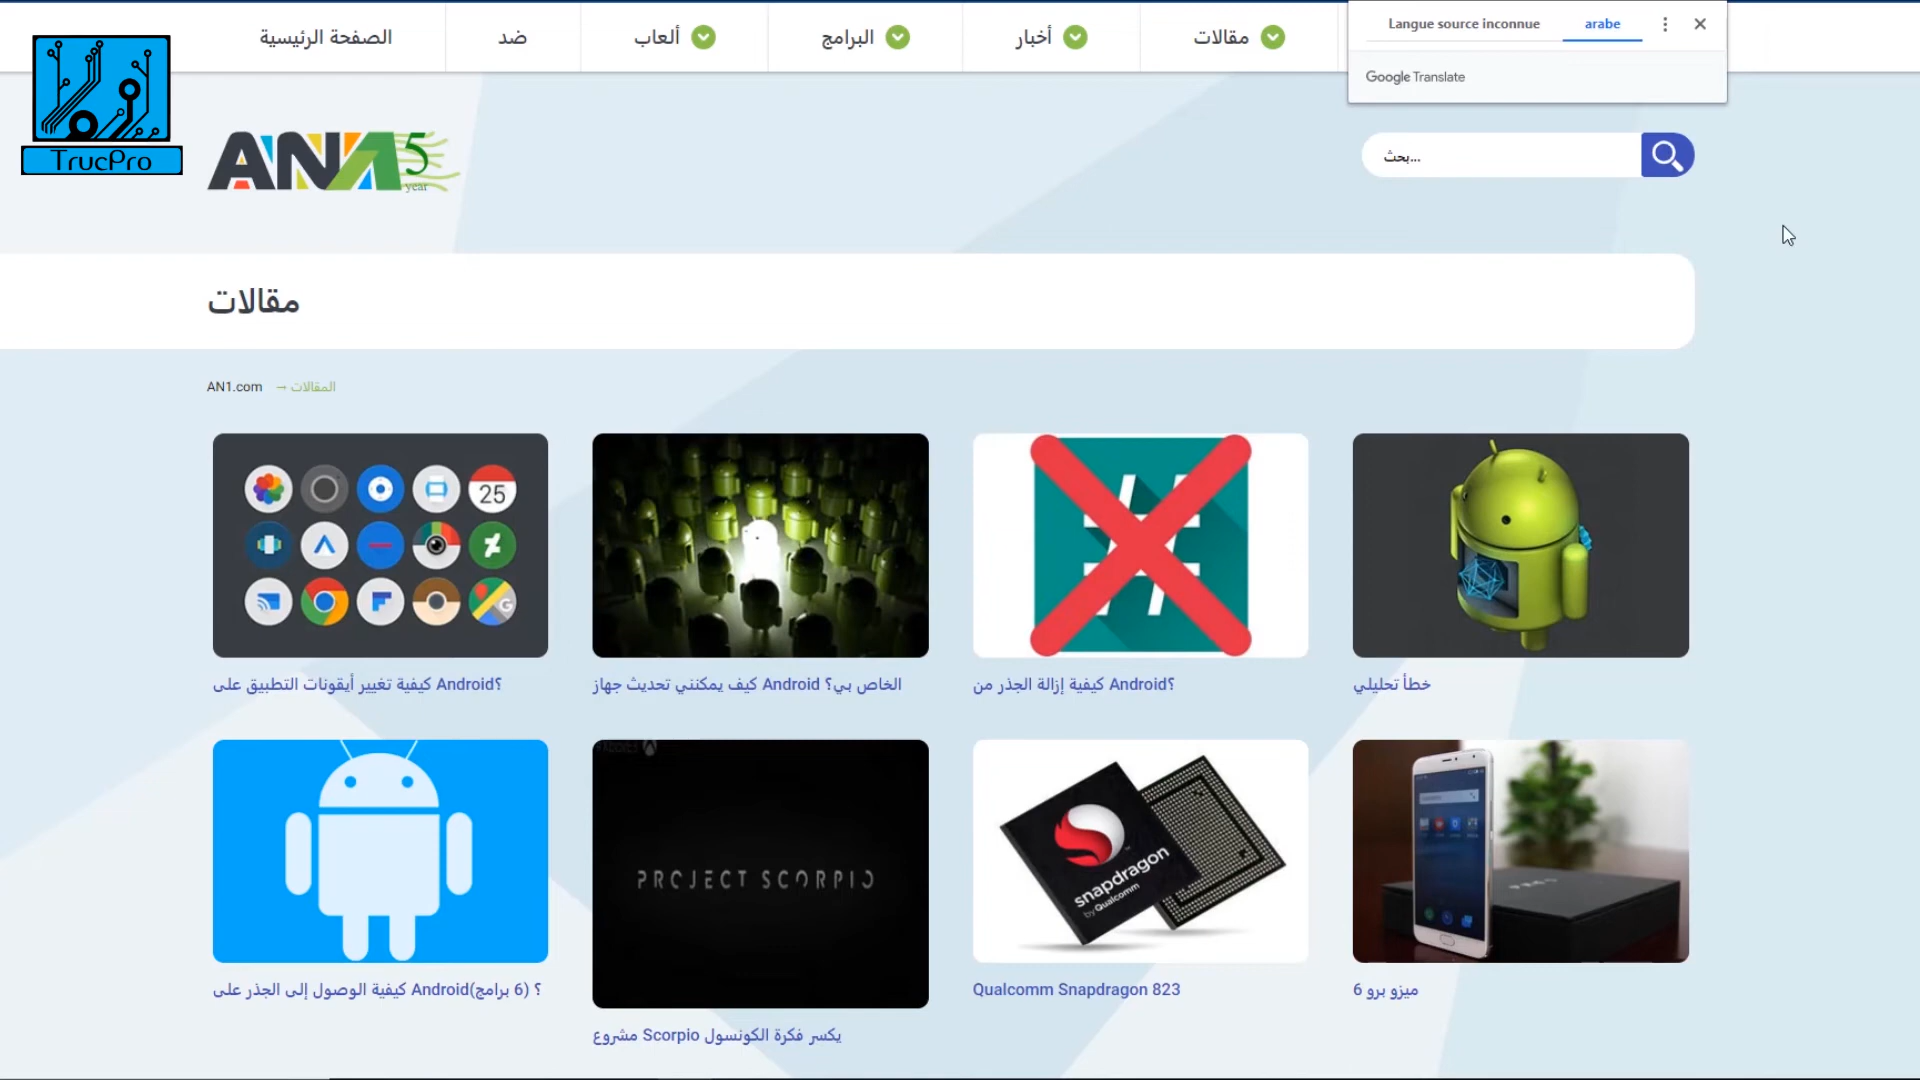 الصفحة الرئيسية
ضد
ألعاب
البرامج
أخبار
مقالات
Langue source inconnue
arabe
Google Translate
TrucPro
AN1
5
year
بحث...
مقالات
AN1.com → المقالات
25
كيفية تغيير أيقونات التطبيق على Android؟
كيف يمكنني تحديث جهاز Android الخاص بي؟
#
كيفية إزالة الجذر من Android؟
خطأ تحليلي
PROJECT SCORPIO
snapdragon
by Qualcomm
كيفية الوصول إلى الجذر على Android(6 برامج) ؟
مشروع Scorpio يكسر فكرة الكونسول
Qualcomm Snapdragon 823
ميزو برو 6